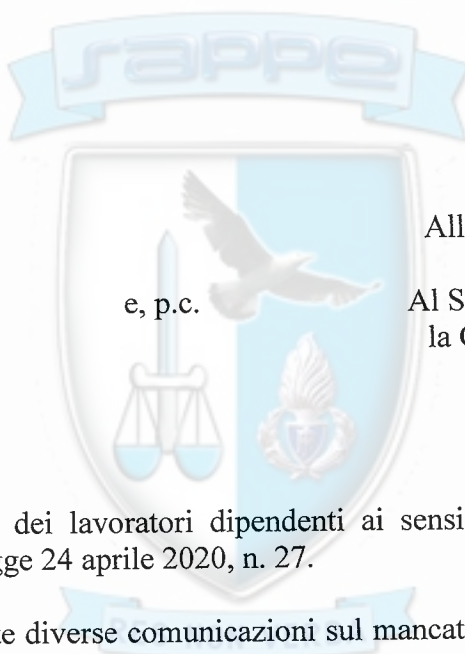 sappe
All
e, p.c. Al S
la
dei lavoratori dipendenti ai sensi
gge 24 aprile 2020, n. 27.
diverse comunicazioni sul mancat